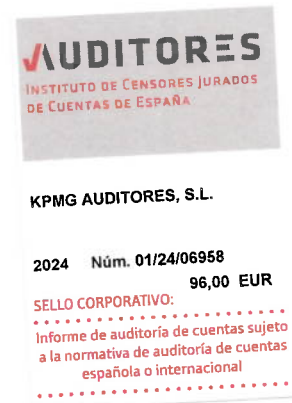 AUDITORES
INSTITUTO DE CENSORES JURADOS
DE CUENTAS DE ESPAÑA
KPMG AUDITORES, S.L.
2024 Núm. 01/24/06958
96,00 EUR
SELLO CORPORATIVO:
Informe de auditoría de cuentas sujeto
a la normativa de auditoría de cuentas
española o internacional